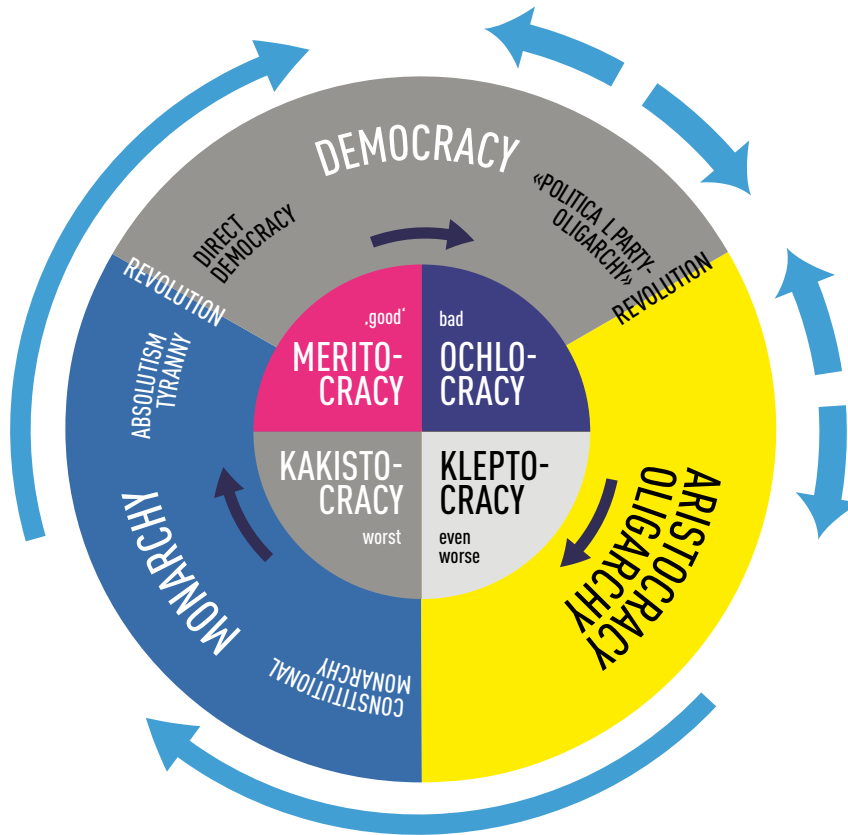 DEMOCRACY
DIRECT
DEMOCRACY
«POLITICA L PARTY-
OLIGARCHY»
REVOLUTION
REVOLUTION
ABSOLUTISM
TYRANNY
‚good‘
MERITO-
CRACY
bad
OCHLO-
CRACY
KAKISTO-
CRACY
worst
KLEPTO-
CRACY
even
worse
ARISTOCRACY
OLIGARCHY
MONARCHY
CONSTITUTIONAL
MONARCHY